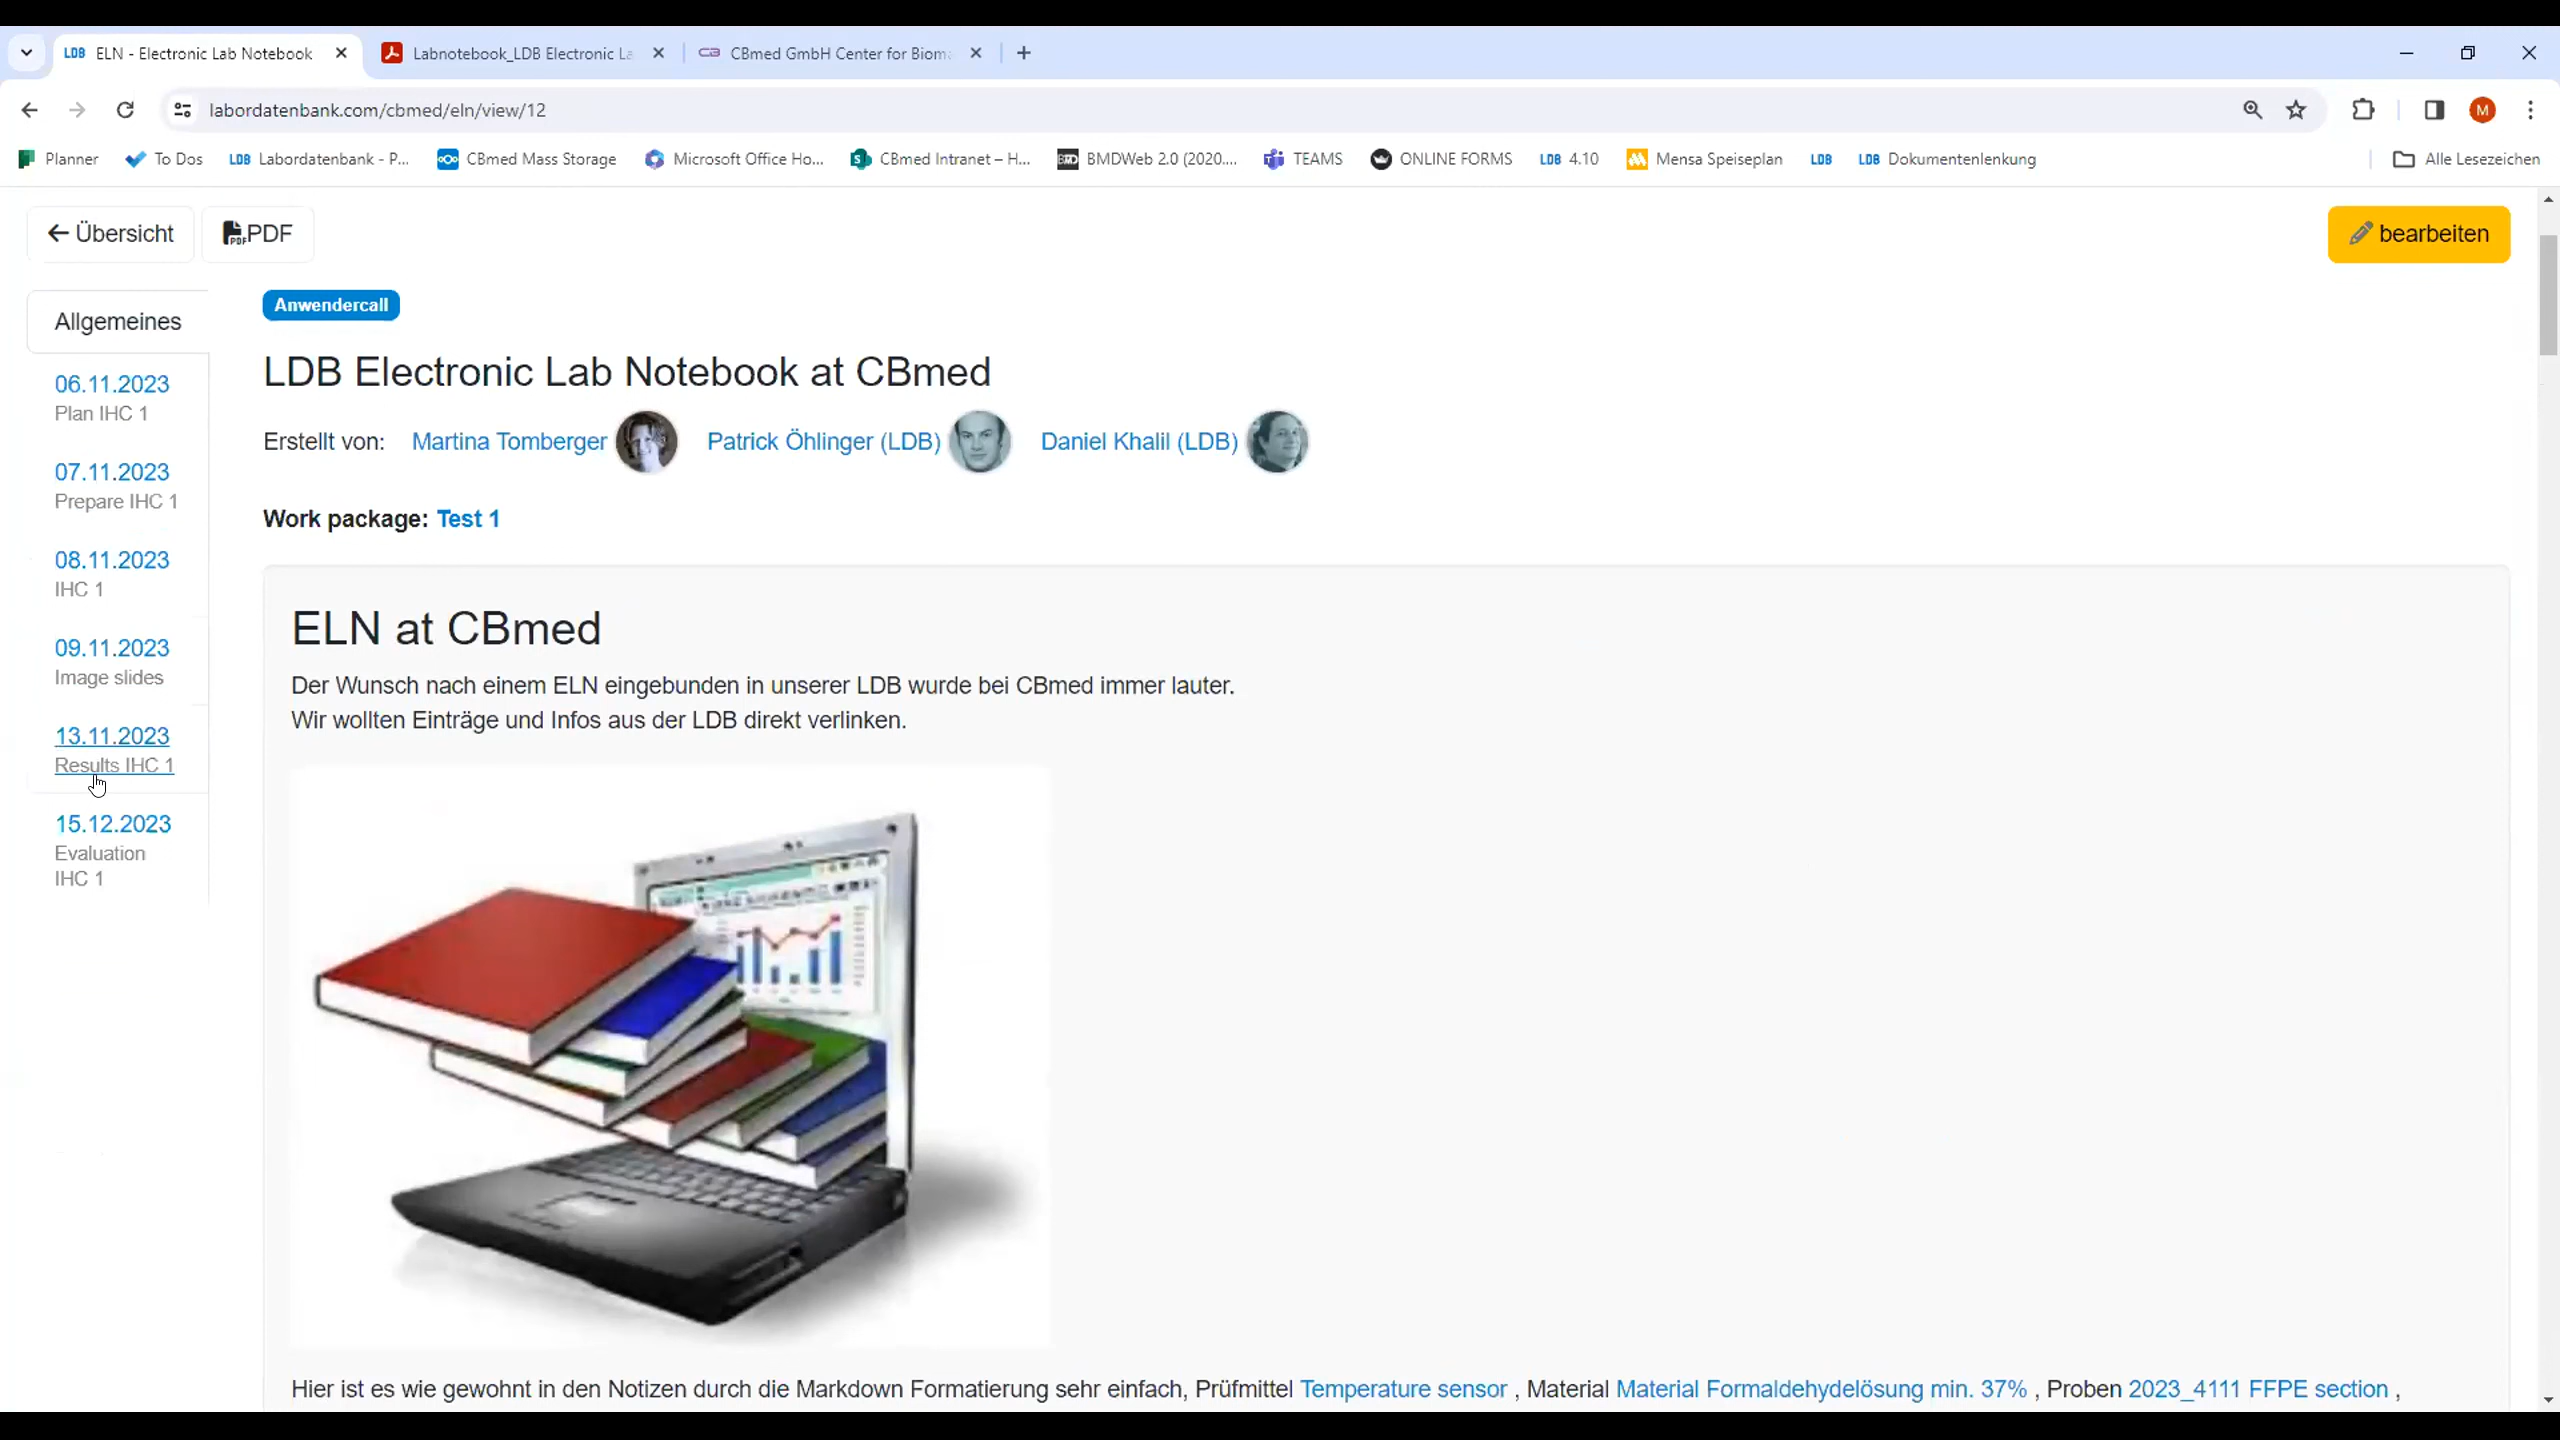 LDB ELN - Electronic Lab Notebook
Labnotebook_LDB Electronic La
CBmed GmbH Center for Bioma
labordatenbank.com/cbmed/eln/view/12
M
Planner
To Dos
LDB Labordatenbank - P...
CBmed Mass Storage
Microsoft Office Ho...
CBmed Intranet – H...
BMD BMDWeb 2.0 (2020....
TEAMS
ONLINE FORMS
LDB 4.10
Mensa Speiseplan
LDB
LDB Dokumentenlenkung
Alle Lesezeichen
Übersicht
PDF
bearbeiten
Allgemeines
06.11.2023
Plan IHC 1
07.11.2023
Prepare IHC 1
08.11.2023
IHC 1
09.11.2023
Image slides
13.11.2023
Results IHC 1
15.12.2023
Evaluation
IHC 1
Anwendercall
LDB Electronic Lab Notebook at CBmed
Erstellt von: Martina Tomberger Patrick Öhlinger (LDB) Daniel Khalil (LDB)
Work package: Test 1
ELN at CBmed
Der Wunsch nach einem ELN eingebunden in unserer LDB wurde bei CBmed immer lauter.
Wir wollten Einträge und Infos aus der LDB direkt verlinken.
Hier ist es wie gewohnt in den Notizen durch die Markdown Formatierung sehr einfach, Prüfmittel Temperature sensor , Material Material Formaldehydelösung min. 37% , Proben 2023_4111 FFPE section ,